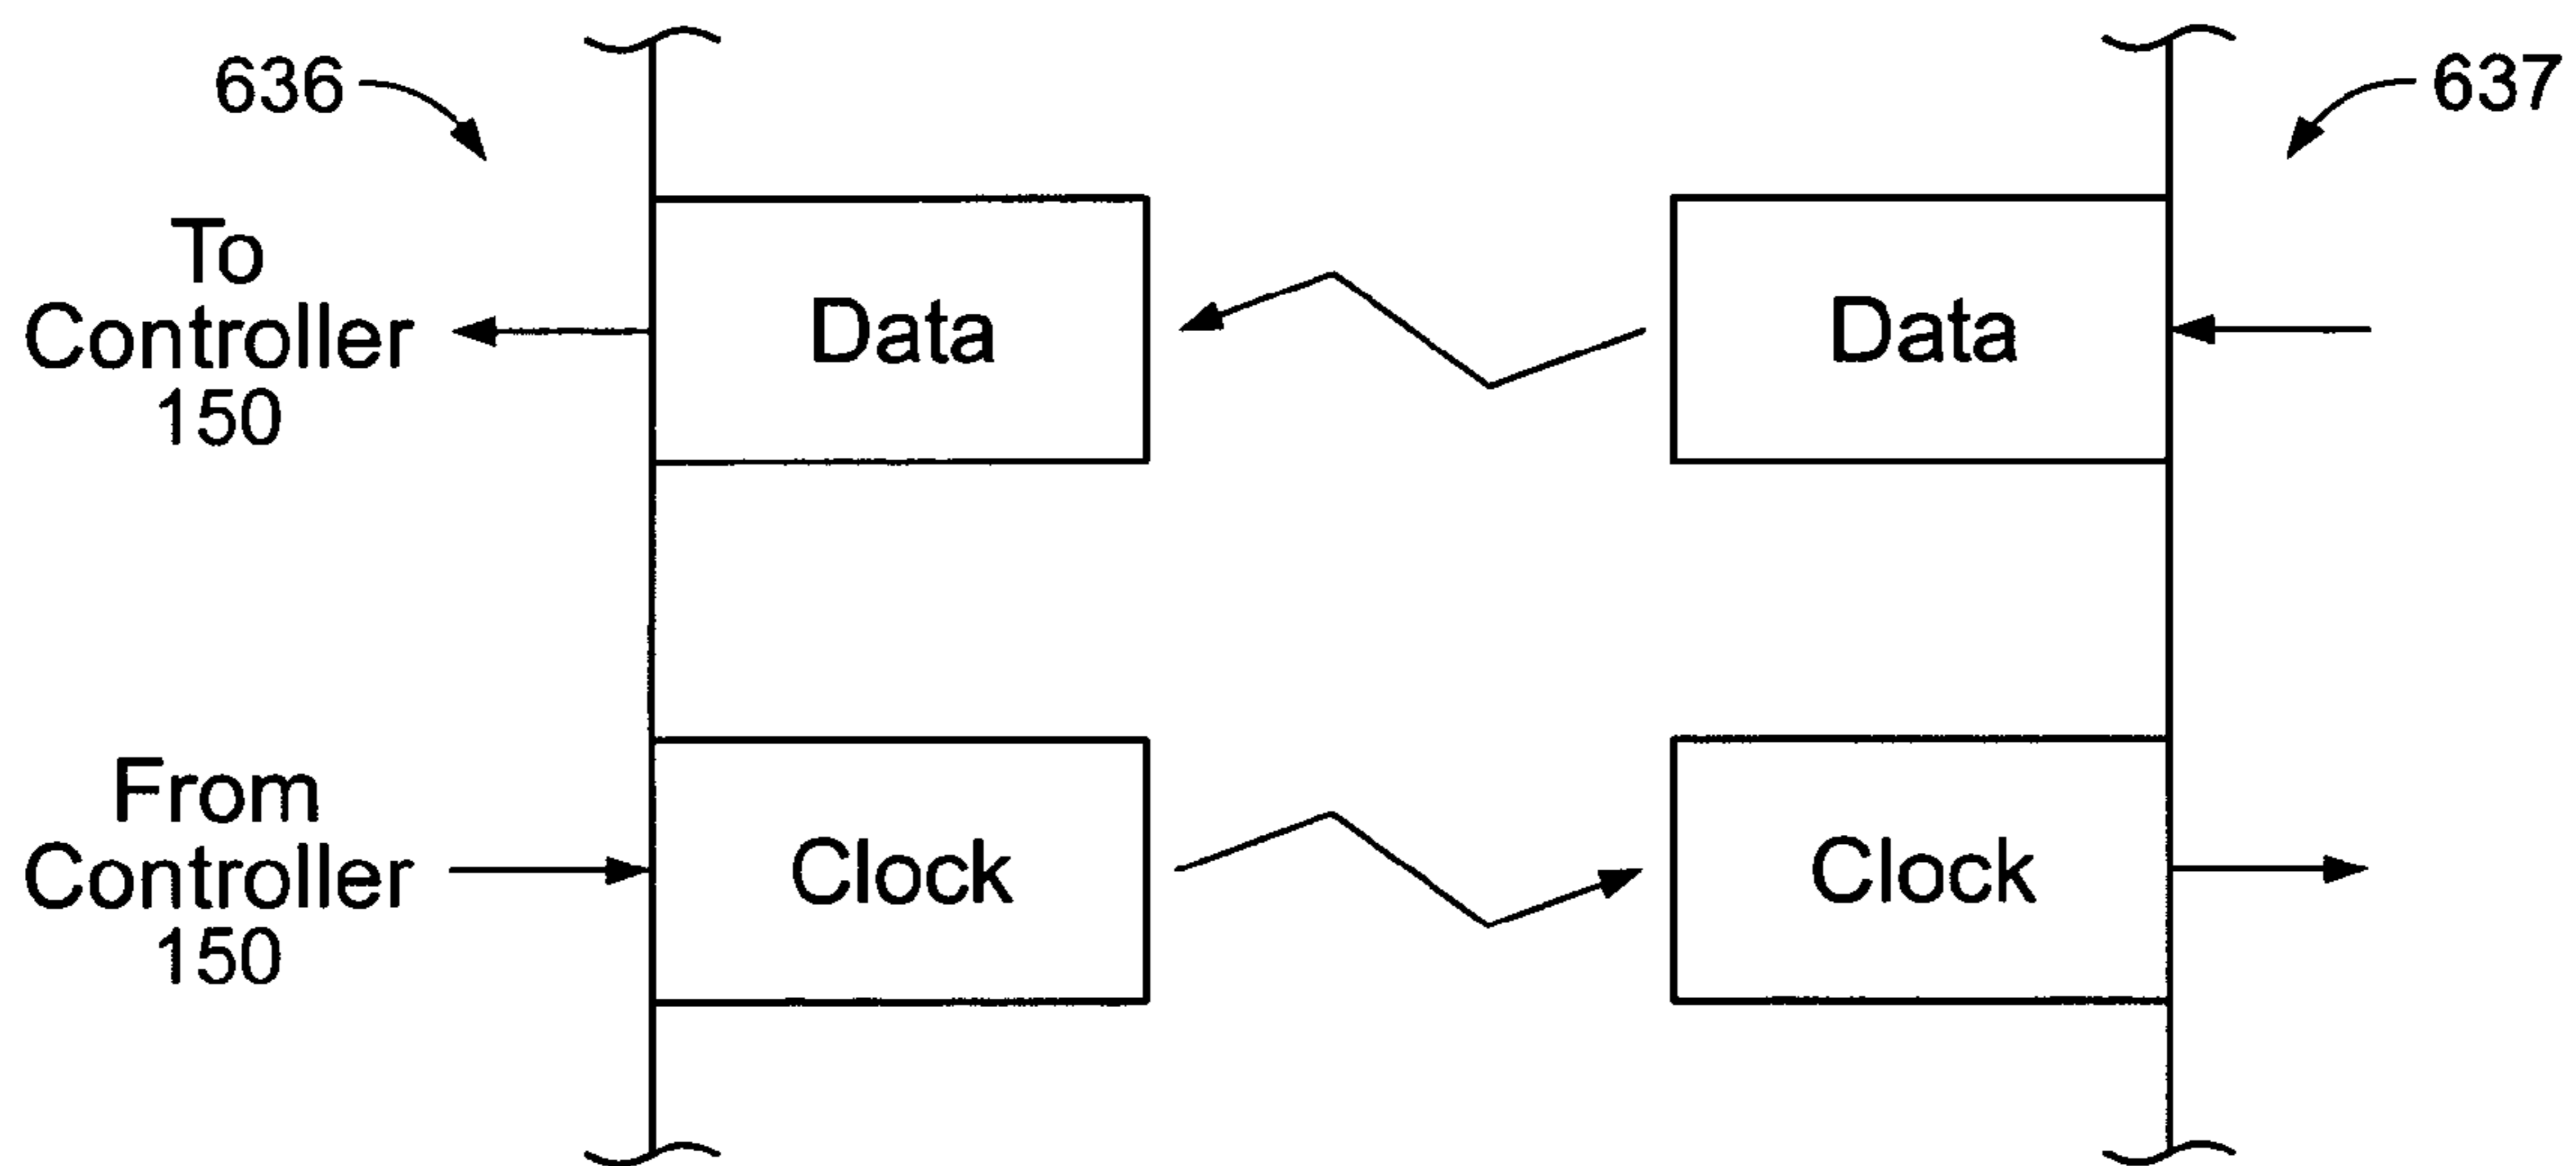 636
637
To
Controller
150
Data
Data
From
Controller
150
Clock
Clock